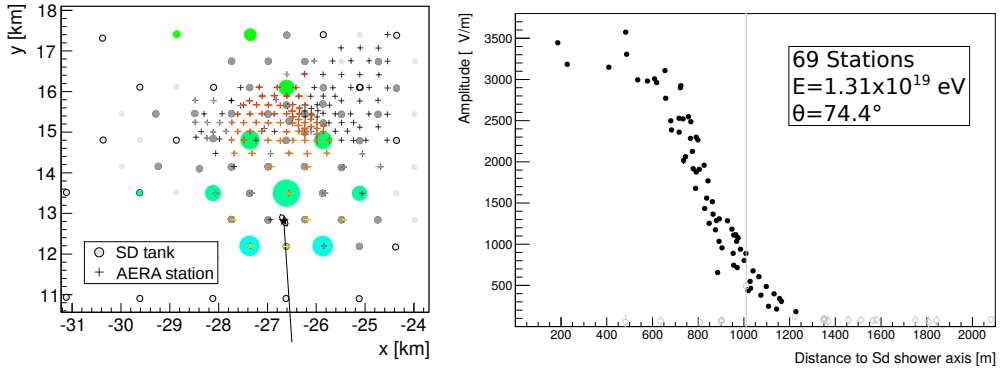 y [km]
18
17
16
15
14
13
12
11
SD tank
AERA station
-31 -30 -29 -28 -27 -26 -25 -24
x [km]
Amplitude [ V/m]
3500
3000
2500
2000
1500
1000
500
0
69 Stations
E=1.31x10¹⁹ eV
θ=74.4°
0 200 400 600 800 1000 1200 1400 1600 1800 2000
Distance to Sd shower axis [m]